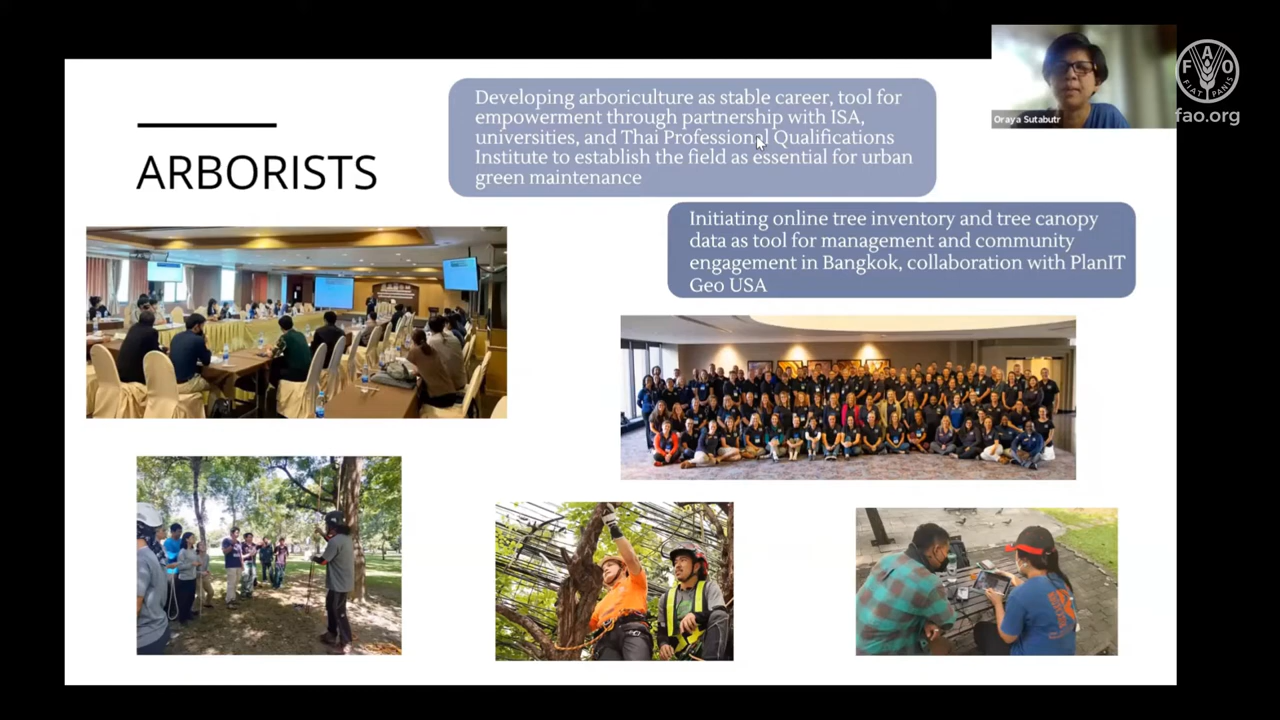 Developing arboriculture as stable career, tool for
empowerment through partnership with ISA,
universities, and Thai Professional Qualifications
Institute to establish the field as essential for urban
green maintenance
ARBORISTS
Initiating online tree inventory and tree canopy
data as tool for management and community
engagement in Bangkok, collaboration with PlanIT
Geo USA
Oraya Sutabutr
F A O
FIAT PANIS
fao.org